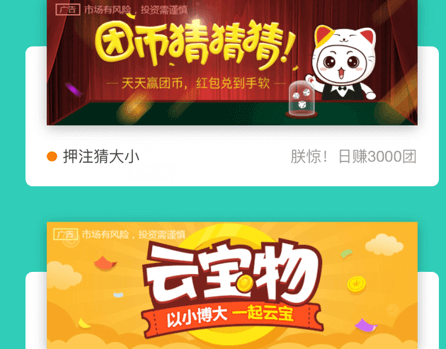 广告 市场有风险，投资需谨慎
团币猜猜猜！
天天赢团币，红包兑到手软
押注猜大小
朕惊！日赚3000团
广告 市场有风险，投资需谨慎
云宝物
以小博大 一起云宝